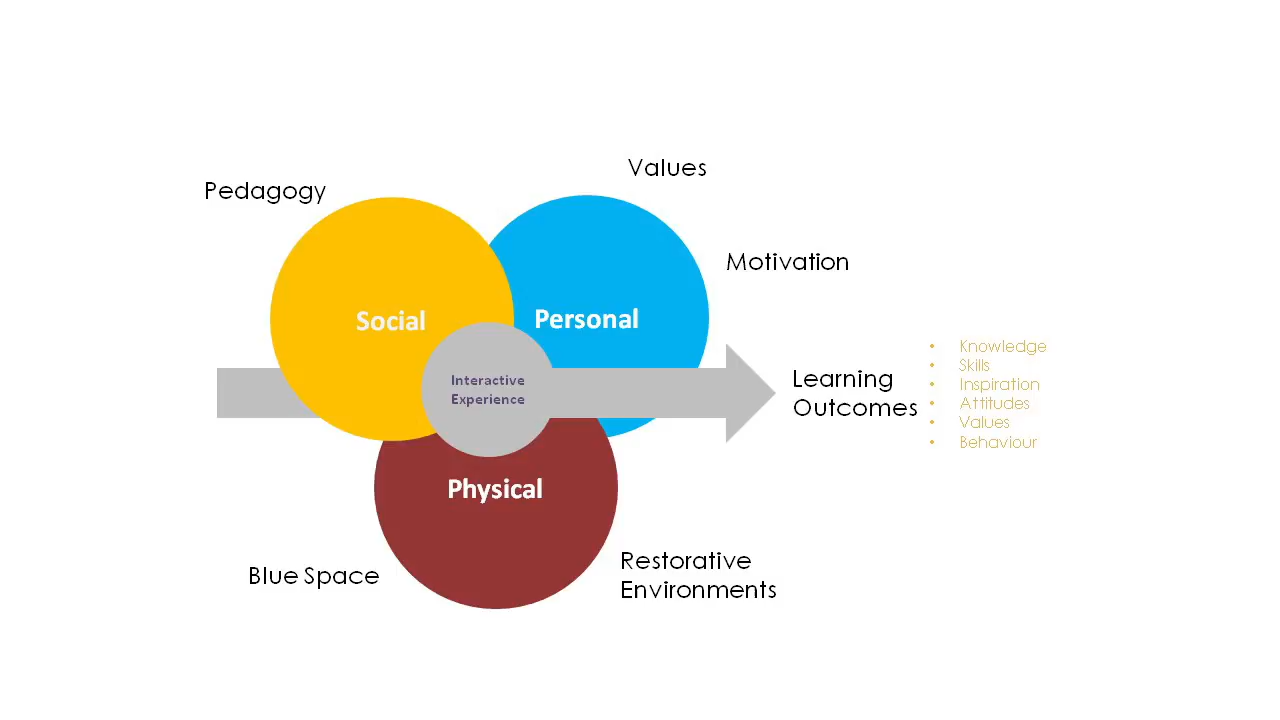 Values
Pedagogy
Motivation
Social
Personal
Interactive
Experience
Learning
Outcomes
• Knowledge
• Skills
• Inspiration
• Attitudes
• Values
• Behaviour
Physical
Blue Space
Restorative
Environments